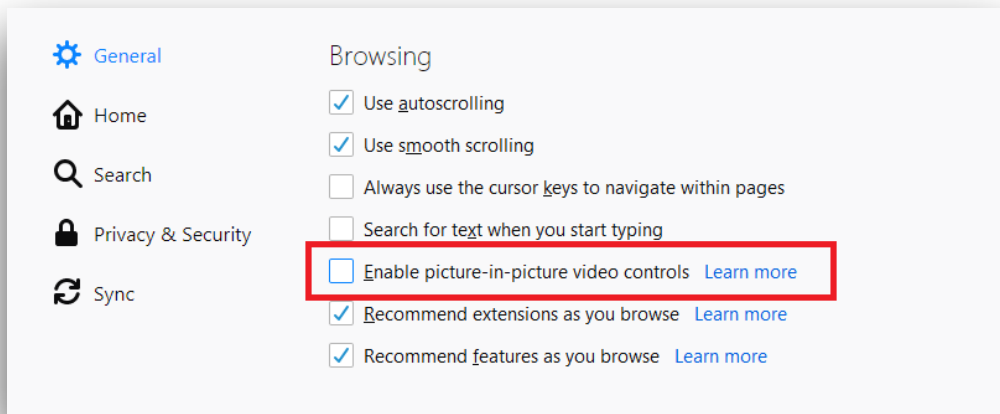 General
Home
Search
Privacy & Security
Sync
Browsing
Use autoscrolling
Use smooth scrolling
Always use the cursor keys to navigate within pages
Search for text when you start typing
Enable picture-in-picture video controls Learn more
Recommend extensions as you browse Learn more
Recommend features as you browse Learn more